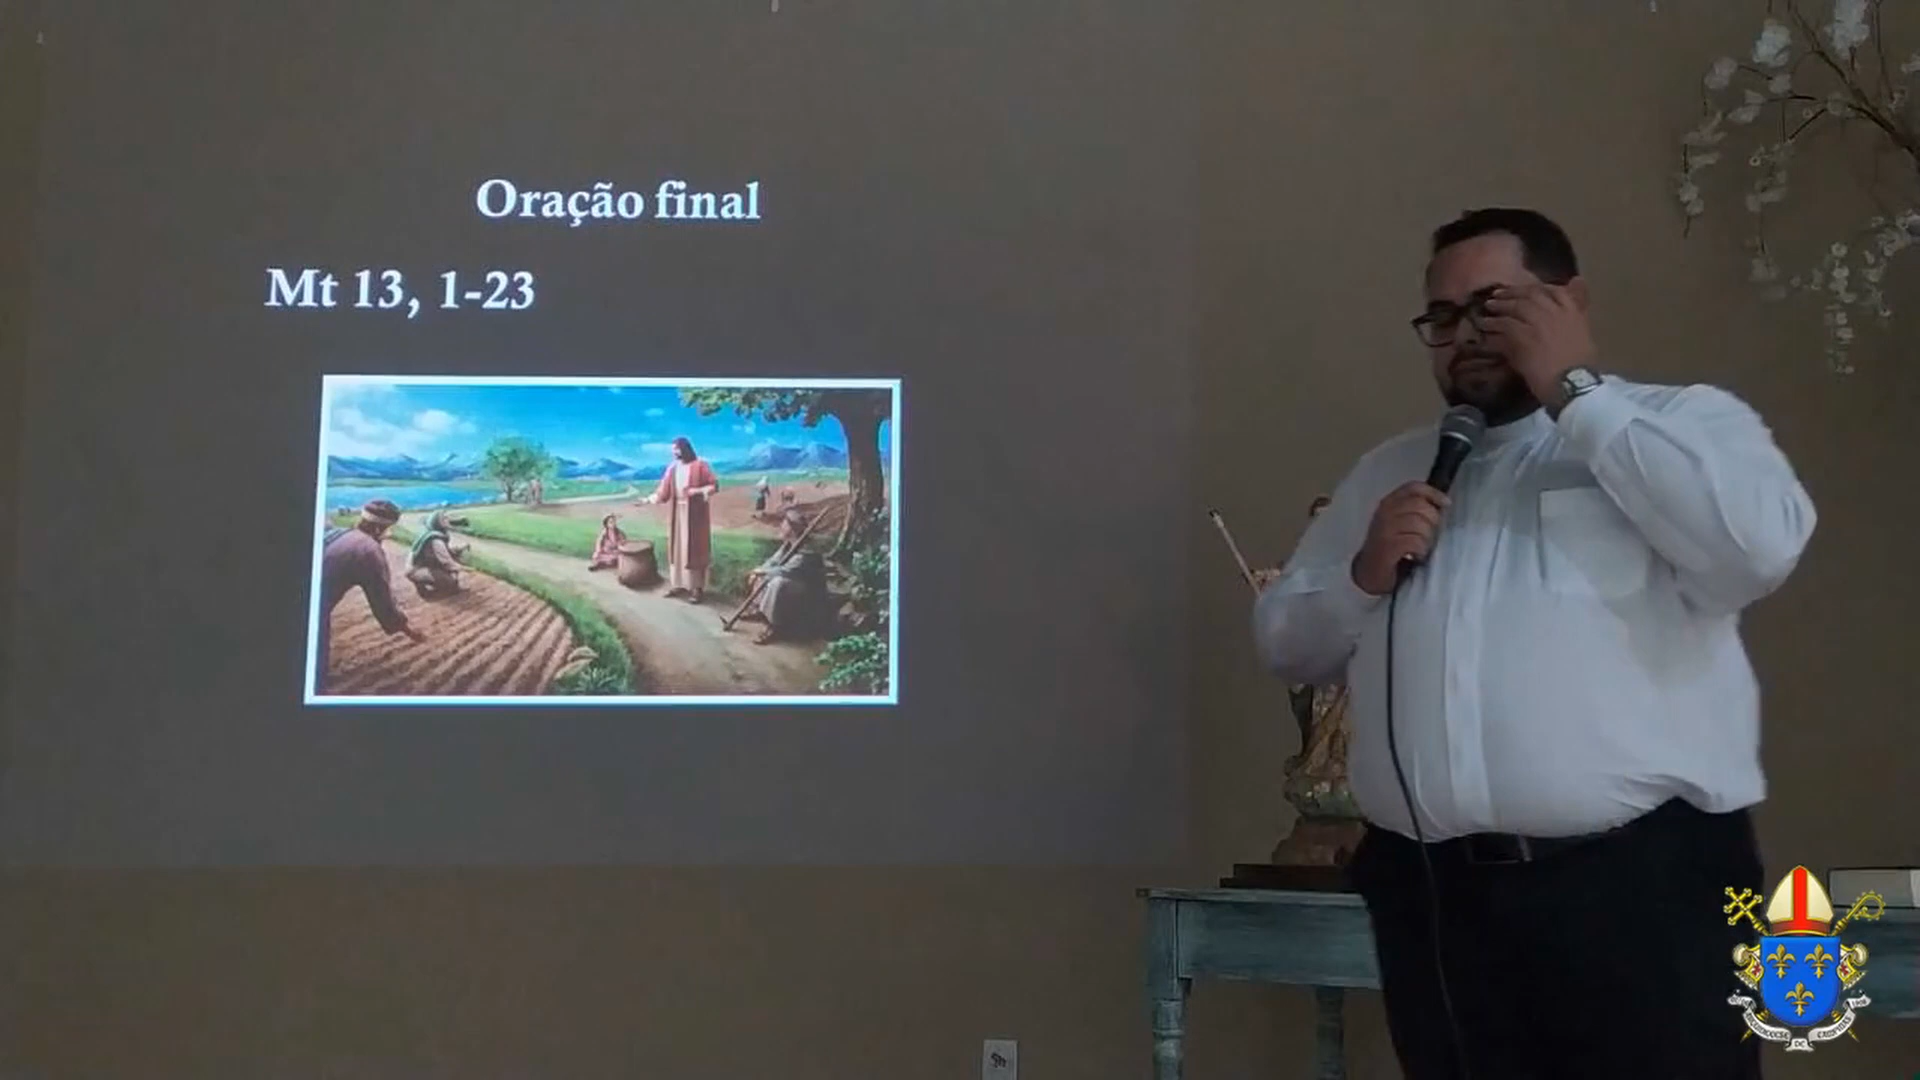 Oração final
Mt 13, 1-23